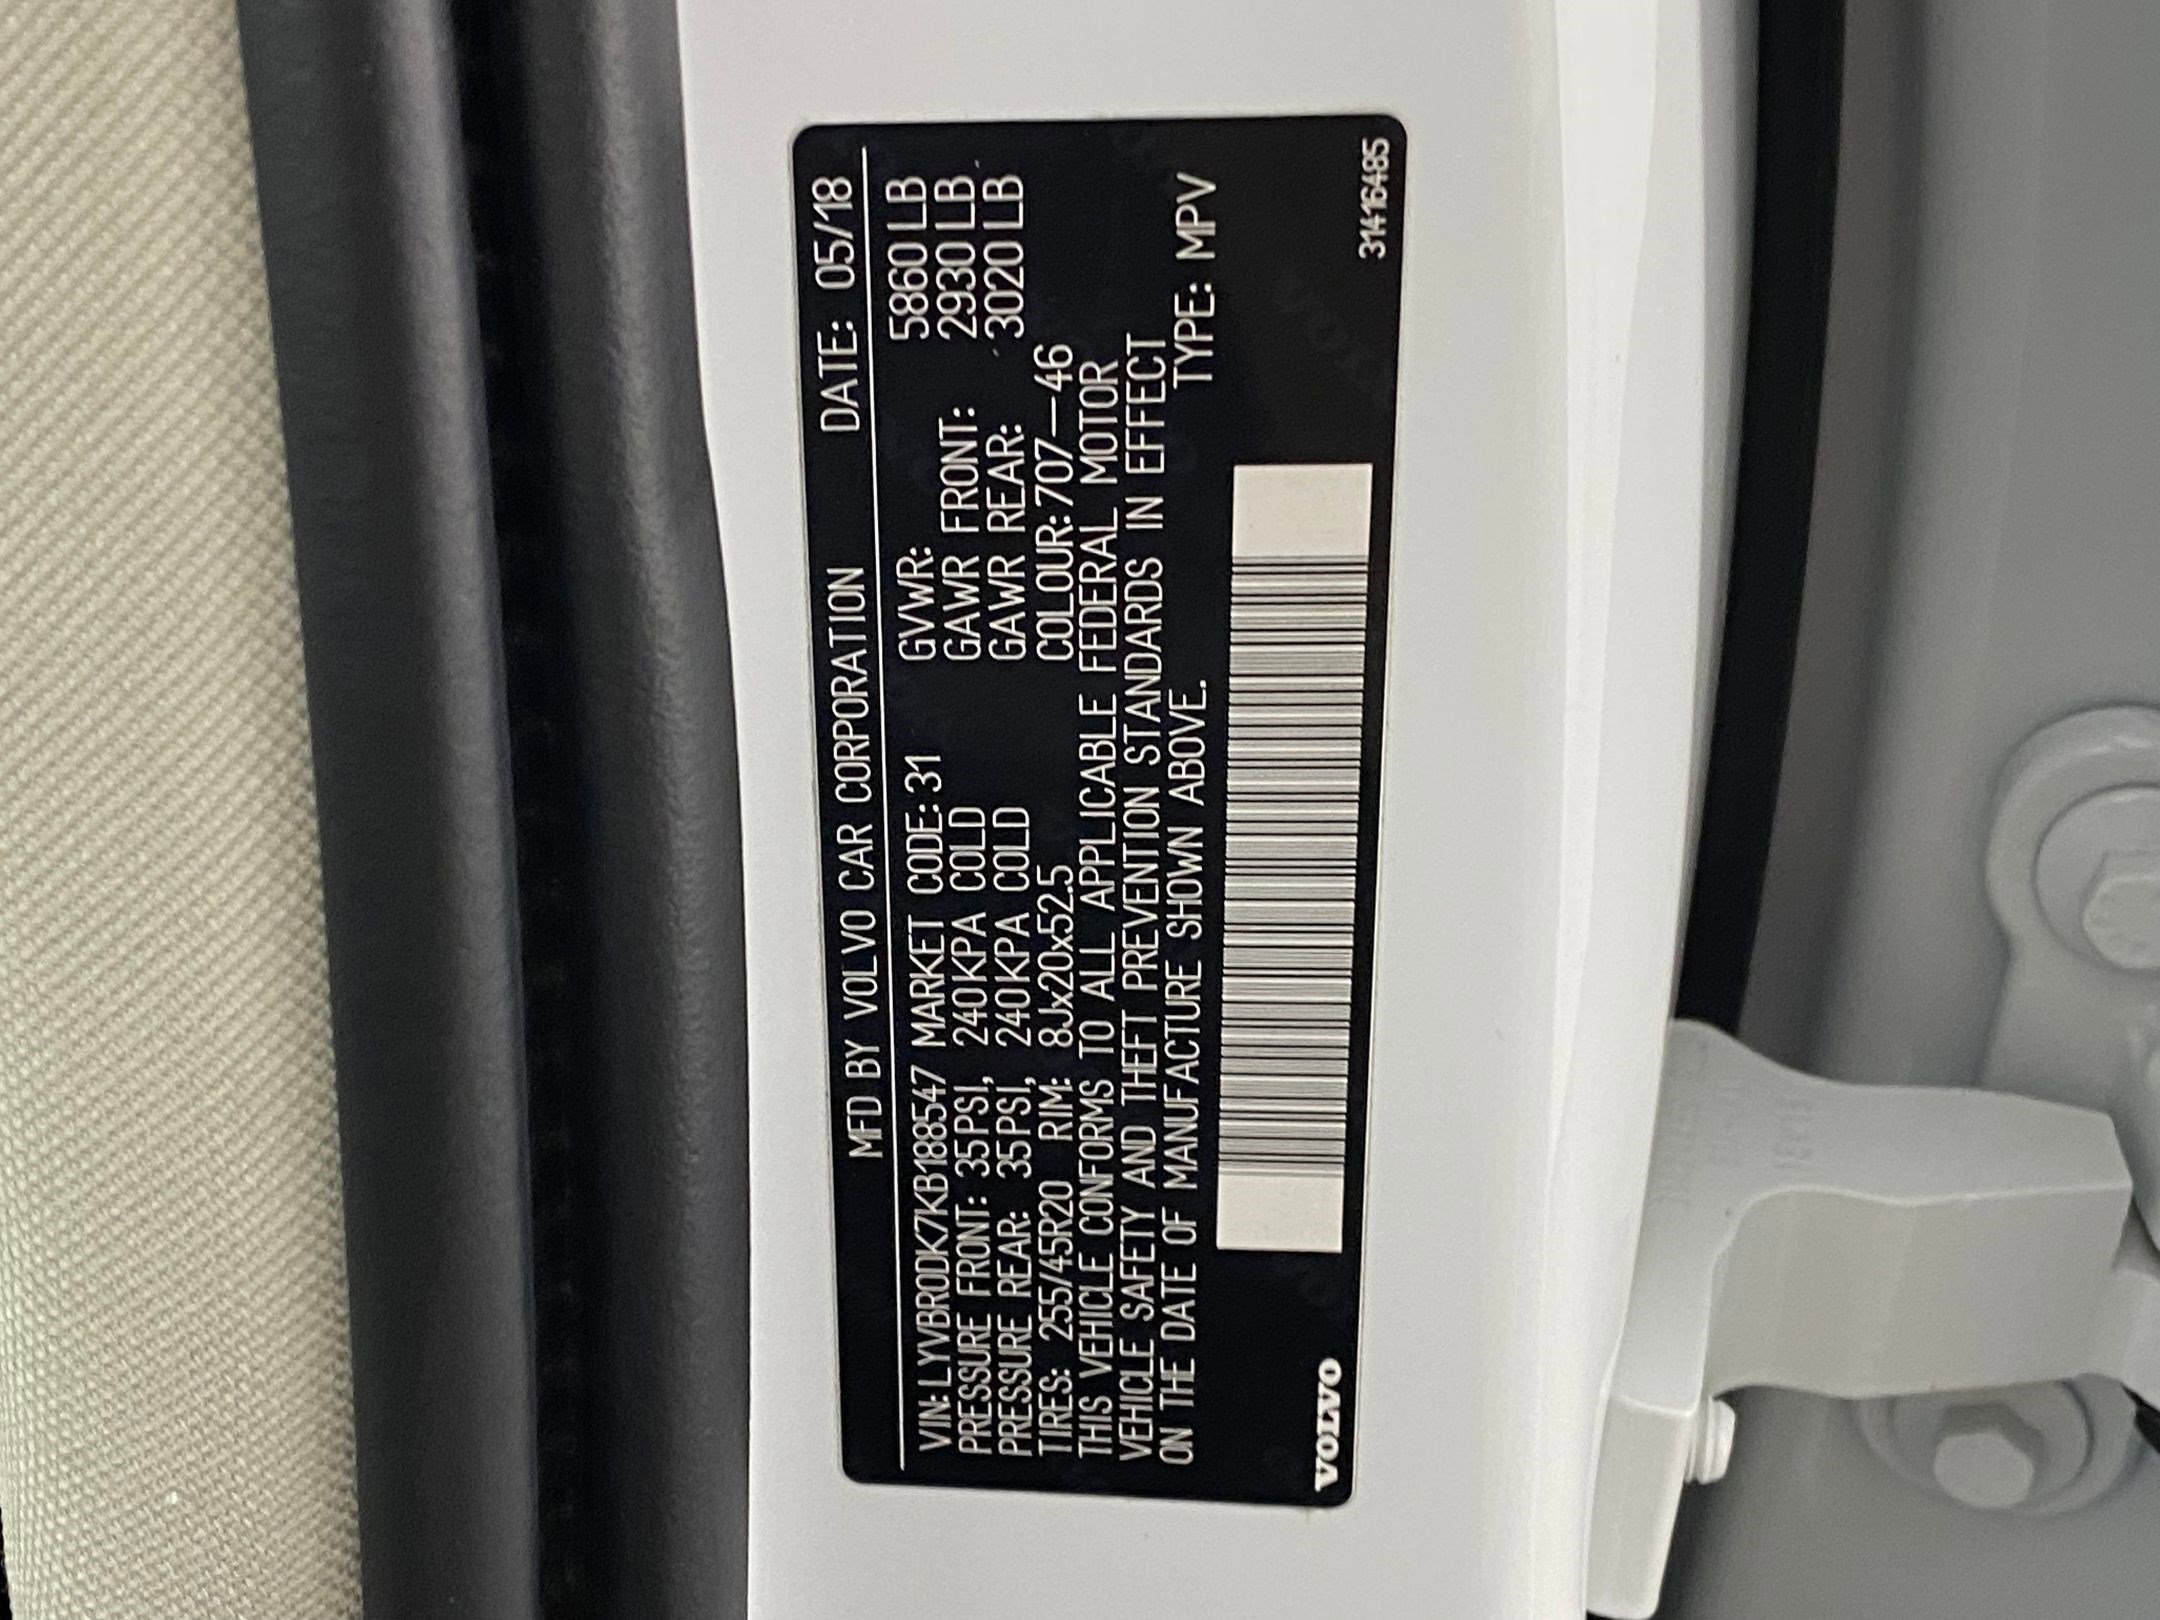 MFD BY VOLVO CAR CORPORATION DATE: 05/18
VIN: LYVBR0DK7KB188547 MARKET CODE: 31 GVWR: 5860 LB
PRESSURE FRONT: 35PSI, 240KPA COLD GAWR FRONT: 2930 LB
PRESSURE REAR: 35PSI, 240KPA COLD GAWR REAR: 3020 LB
TIRES: 255/45R20 RIM: 8Jx20x52.5 COLOUR: 707-46
THIS VEHICLE CONFORMS TO ALL APPLICABLE FEDERAL MOTOR
VEHICLE SAFETY AND THEFT PREVENTION STANDARDS IN EFFECT
ON THE DATE OF MANUFACTURE SHOWN ABOVE. TYPE: MPV
VOLVO 31416485